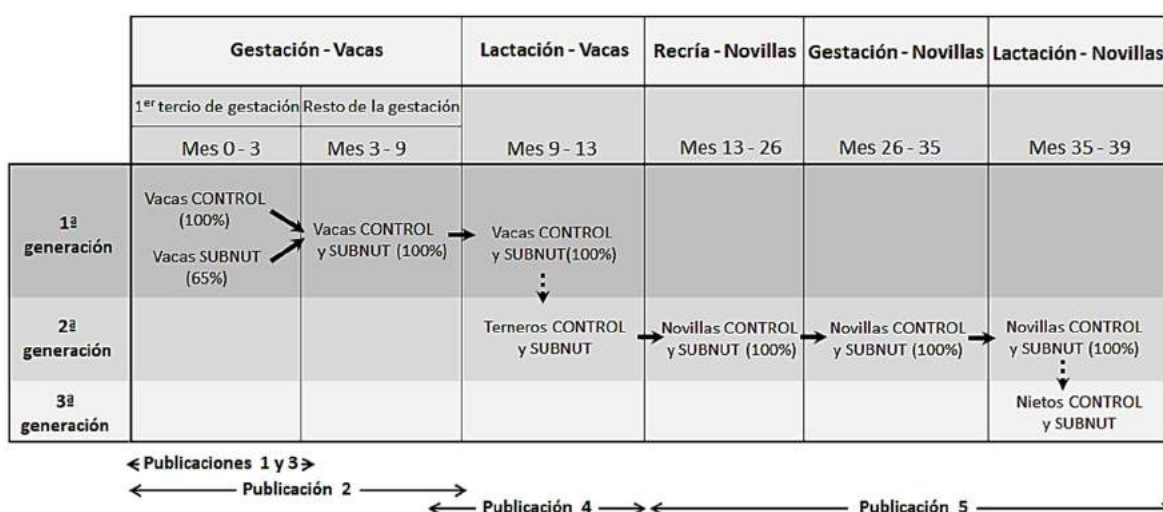 Gestación - Vacas
Lactación - Vacas
Recría - Novillas
Gestación - Novillas
Lactación - Novillas
1er tercio de gestación
Resto de la gestación
Mes 0 - 3
Mes 3 - 9
Mes 9 - 13
Mes 13 - 26
Mes 26 - 35
Mes 35 - 39
1ª
generación
Vacas CONTROL
(100%)
Vacas SUBNUT
(65%)
Vacas CONTROL
y SUBNUT (100%)
Vacas CONTROL
y SUBNUT(100%)
2ª
generación
Terneros CONTROL
y SUBNUT
Novillas CONTROL
y SUBNUT (100%)
Novillas CONTROL
y SUBNUT (100%)
Novillas CONTROL
y SUBNUT (100%)
3ª
generación
Nietos CONTROL
y SUBNUT
Publicaciones 1 y 3
Publicación 2
Publicación 4
Publicación 5